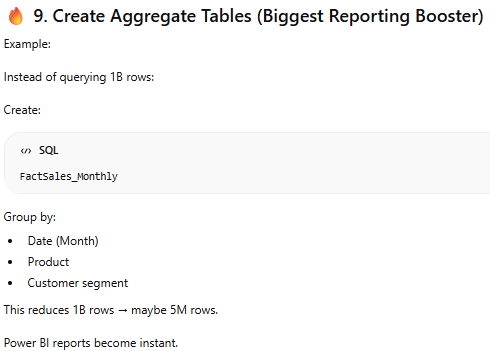 🔥 9. Create Aggregate Tables (Biggest Reporting Booster)
Example:
Instead of querying 1B rows:
Create:
</> SQL
FactSales_Monthly
Group by:
• Date (Month)
• Product
• Customer segment
This reduces 1B rows → maybe 5M rows.
Power BI reports become instant.